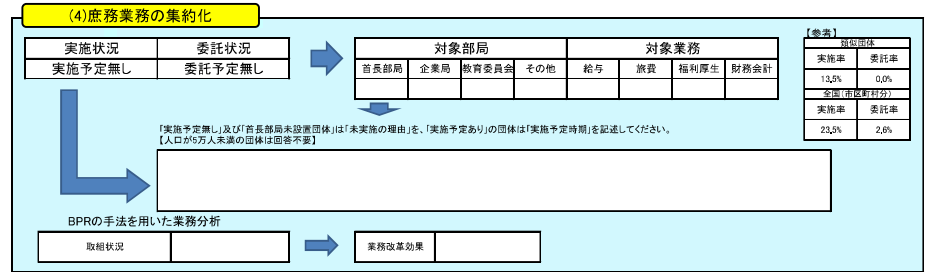 (4)庶務業務の集約化
【参考】
実施状況 委託状況
実施予定無し 委託予定無し
対象部局 対象業務
首長部局 企業局 教育委員会 その他 給与 旅費 福利厚生 財務会計
類似団体
実施率 委託率
13.5% 0.0%
全国(市区町村分)
実施率 委託率
23.5% 2.6%
「実施予定無し」及び「首長部局未設置団体」は「未実施の理由」を、「実施予定あり」の団体は「実施予定時期」を記述してください。
【人口が5万人未満の団体は回答不要】
BPRの手法を用いた業務分析
取組状況 業務改革効果